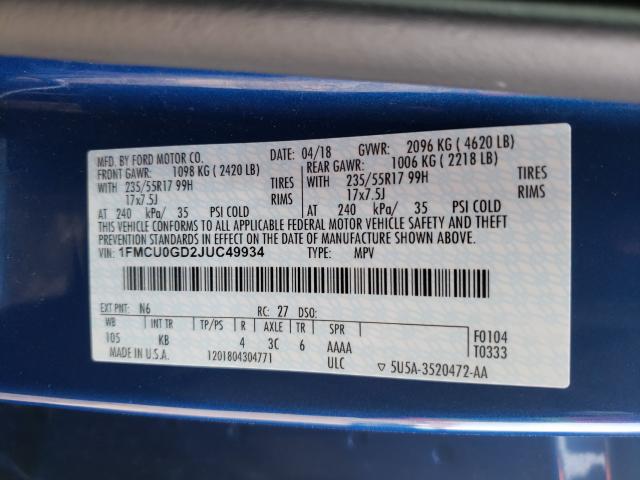 MFD. BY FORD MOTOR CO.
DATE: 04/18 GVWR: 2096 KG ( 4620 LB)
FRONT GAWR: 1098 KG ( 2420 LB) REAR GAWR: 1006 KG ( 2218 LB)
WITH 235/55R17 99H TIRES WITH 235/55R17 99H TIRES
17x7.5J RIMS 17x7.5J RIMS
AT 240 kPa/ 35 PSI COLD AT 240 kPa/ 35 PSI COLD
THIS VEHICLE CONFORMS TO ALL APPLICABLE FEDERAL MOTOR VEHICLE SAFETY AND THEFT
PREVENTION STANDARDS IN EFFECT ON THE DATE OF MANUFACTURE SHOWN ABOVE.
VIN: 1FMCU0GD2JUC49934 TYPE: MPV
EXT PNT: N6 RC: 27 DSO:
WB INT TR TP/PS R AXLE TR SPR F0104
105 KB 4 3C 6 AAAA T0333
MADE IN U.S.A. 1201804304771 ULC ▽ 5U5A-3520472-AA